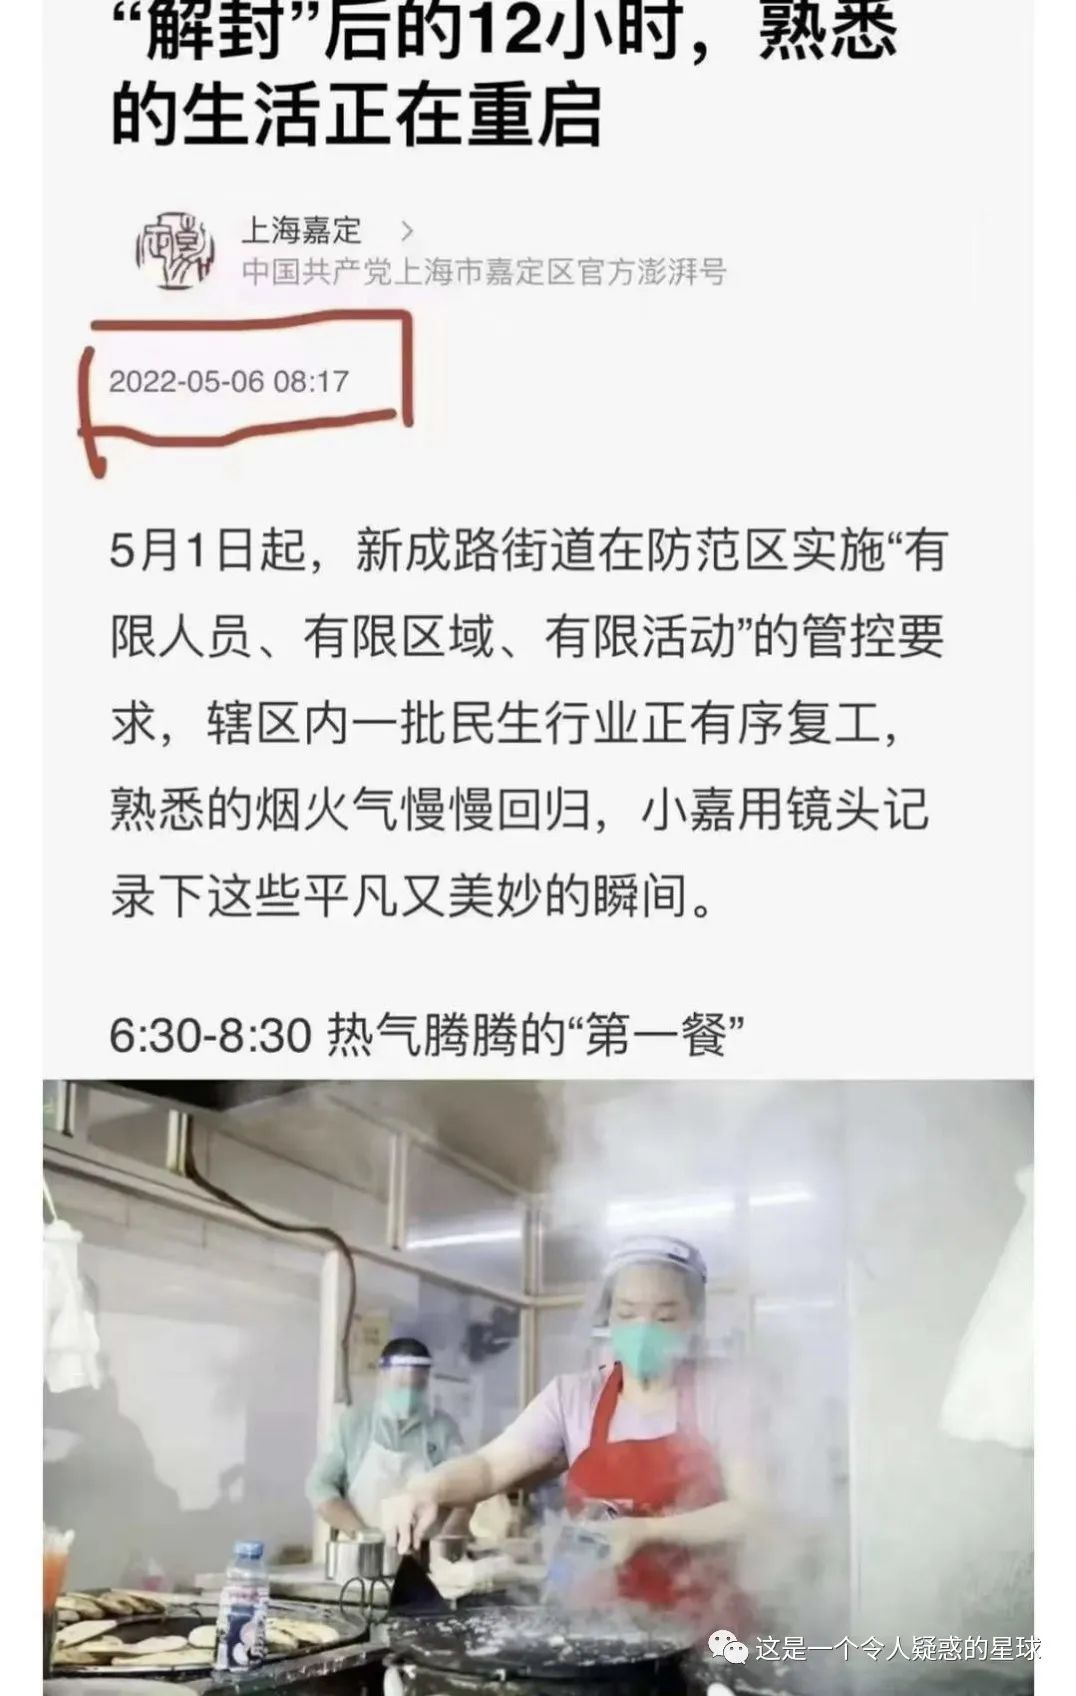 “解封”后的12小时，熟悉
的生活正在重启
上海嘉定
中国共产党上海市嘉定区官方澎湃号
2022-05-06 08:17
5月1日起，新成路街道在防范区实施“有
限人员、有限区域、有限活动”的管控要
求，辖区内一批民生行业正有序复工，
熟悉的烟火气慢慢回归，小嘉用镜头记
录下这些平凡又美妙的瞬间。
6:30-8:30 热气腾腾的“第一餐”
这是一个令人疑惑的星球